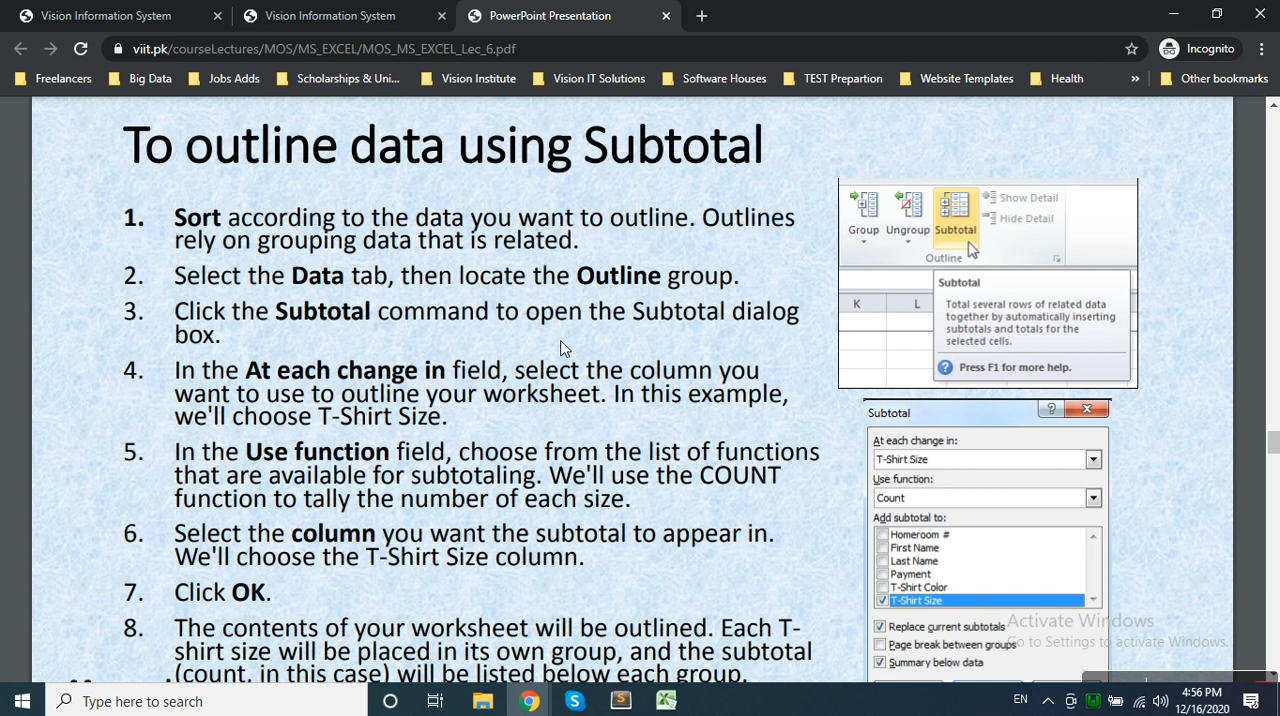 Vision Information System
Vision Information System
PowerPoint Presentation
viit.pk/courseLectures/MOS/MS_EXCEL/MOS_MS_EXCEL_Lec_6.pdf
Incognito
Freelancers
Big Data
Jobs Adds
Scholarships & Uni...
Vision Institute
Vision IT Solutions
Software Houses
TEST Prepartion
Website Templates
Health
»
Other bookmarks
To outline data using Subtotal
1. Sort according to the data you want to outline. Outlines
rely on grouping data that is related.
2. Select the Data tab, then locate the Outline group.
3. Click the Subtotal command to open the Subtotal dialog
box.
4. In the At each change in field, select the column you
want to use to outline your worksheet. In this example,
we'll choose T-Shirt Size.
5. In the Use function field, choose from the list of functions
that are available for subtotaling. We'll use the COUNT
function to tally the number of each size.
6. Select the column you want the subtotal to appear in.
We'll choose the T-Shirt Size column.
7. Click OK.
8. The contents of your worksheet will be outlined. Each T-
shirt size will be placed in its own group, and the subtotal
(count, in this case) will be listed below each group.
Group
Ungroup
Subtotal
Show Detail
Hide Detail
Outline
K L
Subtotal
Total several rows of related data
together by automatically inserting
subtotals and totals for the
selected cells.
Press F1 for more help.
Subtotal
?
At each change in:
T-Shirt Size
Use function:
Count
Add subtotal to:
Homeroom #
First Name
Last Name
Payment
T-Shirt Color
T-Shirt Size
Replace current subtotals
Page break between groups
Summary below data
Activate Windows
Go to Settings to activate Windows.
Type here to search
EN
4:56 PM
12/16/2020